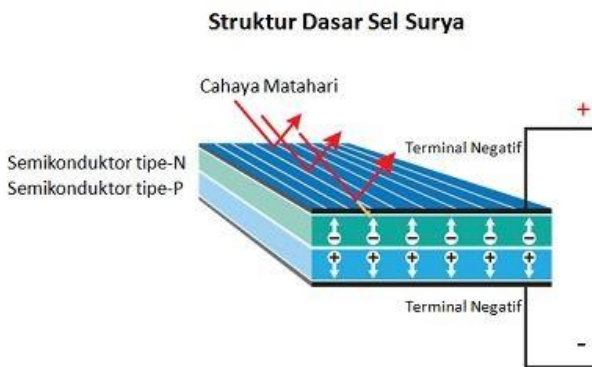 Struktur Dasar Sel Surya
Cahaya Matahari
+
Terminal Negatif
Semikonduktor tipe-N
Semikonduktor tipe-P
- - - - - -
+ + + + + +
Terminal Negatif
-